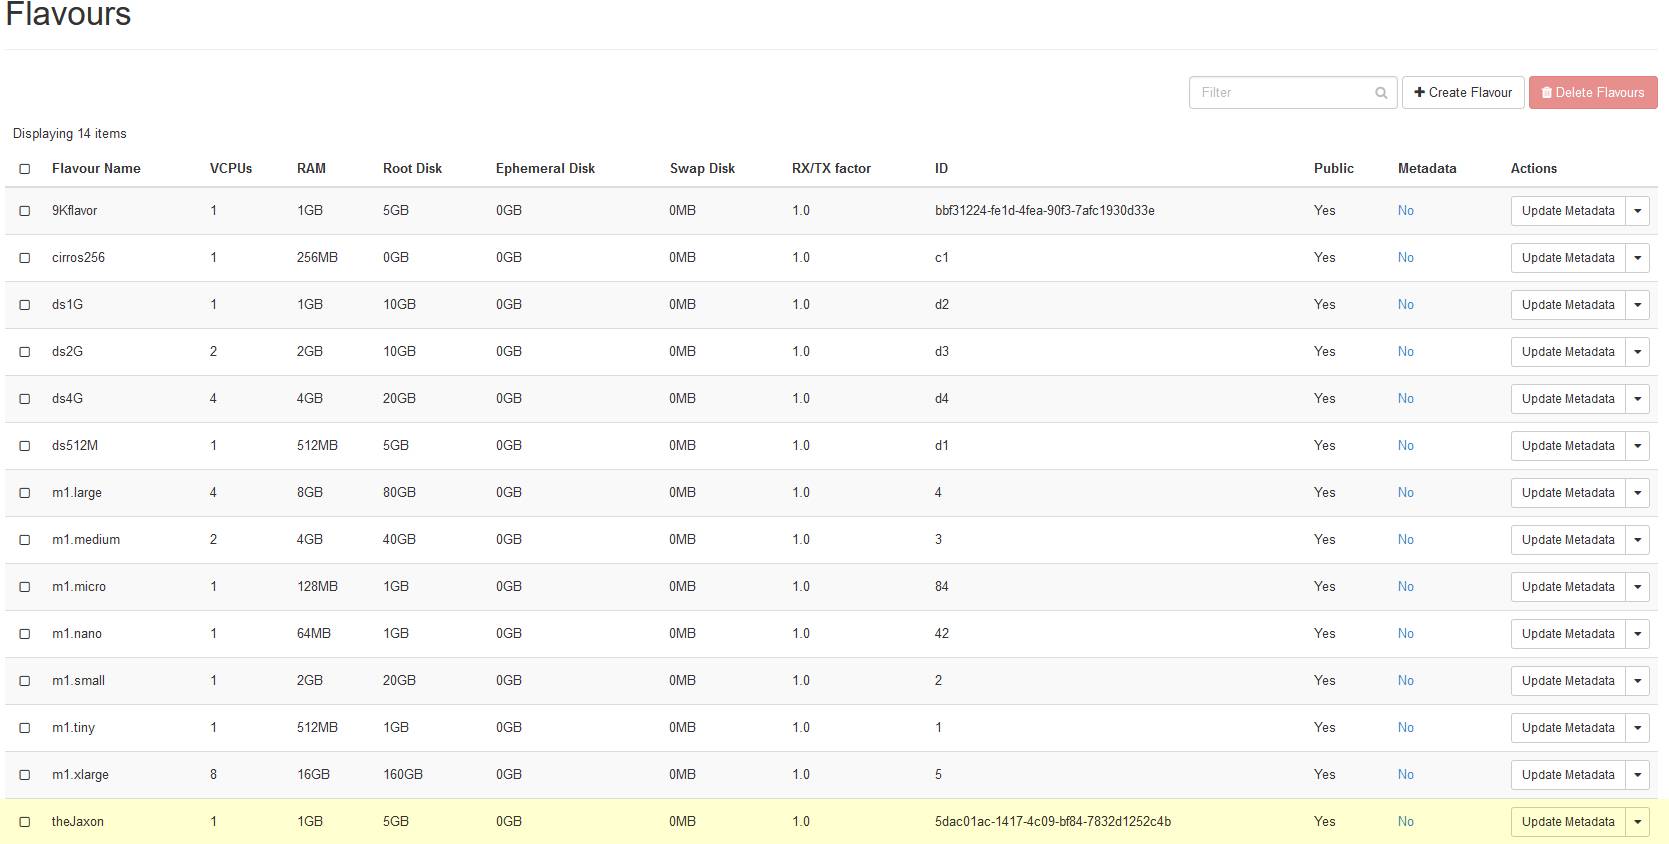 Flavours
Filter Create Flavour Delete Flavours
Displaying 14 items
Flavour Name VCPUs RAM Root Disk Ephemeral Disk Swap Disk RX/TX factor ID Public Metadata Actions
9Kflavor 1 1GB 5GB 0GB 0MB 1.0 bbf31224-fe1d-4fea-90f3-7afc1930d33e Yes No Update Metadata
cirros256 1 256MB 0GB 0GB 0MB 1.0 c1 Yes No Update Metadata
ds1G 1 1GB 10GB 0GB 0MB 1.0 d2 Yes No Update Metadata
ds2G 2 2GB 10GB 0GB 0MB 1.0 d3 Yes No Update Metadata
ds4G 4 4GB 20GB 0GB 0MB 1.0 d4 Yes No Update Metadata
ds512M 1 512MB 5GB 0GB 0MB 1.0 d1 Yes No Update Metadata
m1.large 4 8GB 80GB 0GB 0MB 1.0 4 Yes No Update Metadata
m1.medium 2 4GB 40GB 0GB 0MB 1.0 3 Yes No Update Metadata
m1.micro 1 128MB 1GB 0GB 0MB 1.0 84 Yes No Update Metadata
m1.nano 1 64MB 1GB 0GB 0MB 1.0 42 Yes No Update Metadata
m1.small 1 2GB 20GB 0GB 0MB 1.0 2 Yes No Update Metadata
m1.tiny 1 512MB 1GB 0GB 0MB 1.0 1 Yes No Update Metadata
m1.xlarge 8 16GB 160GB 0GB 0MB 1.0 5 Yes No Update Metadata
theJaxon 1 1GB 5GB 0GB 0MB 1.0 5dac01ac-1417-4c09-bf84-7832d1252c4b Yes No Update Metadata